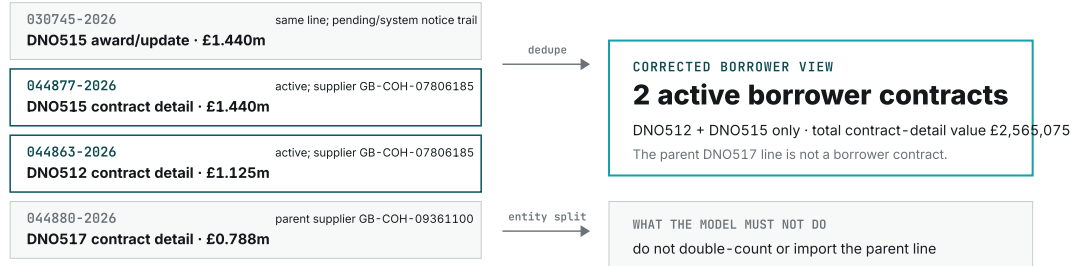 030745-2026
same line; pending/system notice trail
DNO515 award/update · £1.440m
044877-2026
active; supplier GB-COH-07806185
DNO515 contract detail · £1.440m
044863-2026
active; supplier GB-COH-07806185
DNO512 contract detail · £1.125m
044880-2026
parent supplier GB-COH-09361100
DNO517 contract detail · £0.788m
dedupe
entity split
CORRECTED BORROWER VIEW
2 active borrower contracts
DNO512 + DNO515 only · total contract-detail value £2,565,075
The parent DNO517 line is not a borrower contract.
WHAT THE MODEL MUST NOT DO
do not double-count or import the parent line